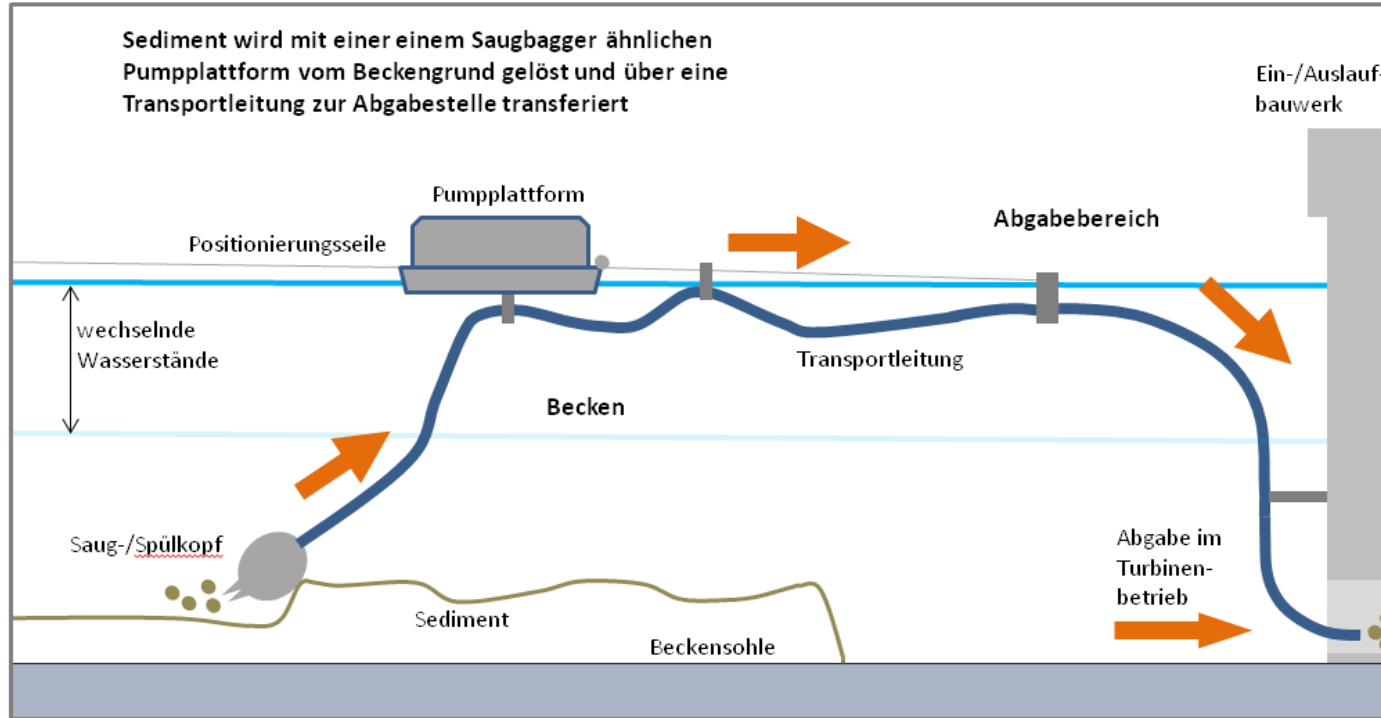 Sediment wird mit einer einem Saugbagger ähnlichen
Pumpplattform vom Beckengrund gelöst und über eine
Transportleitung zur Abgabestelle transferiert
Ein-/Auslauf-
bauwerk
Pumpplattform
Abgabebereich
Positionierungsseile
wechselnde
Wasserstände
Transportleitung
Becken
Saug-/Spülkopf
Abgabe im
Turbinen-
betrieb
Sediment
Beckensohle